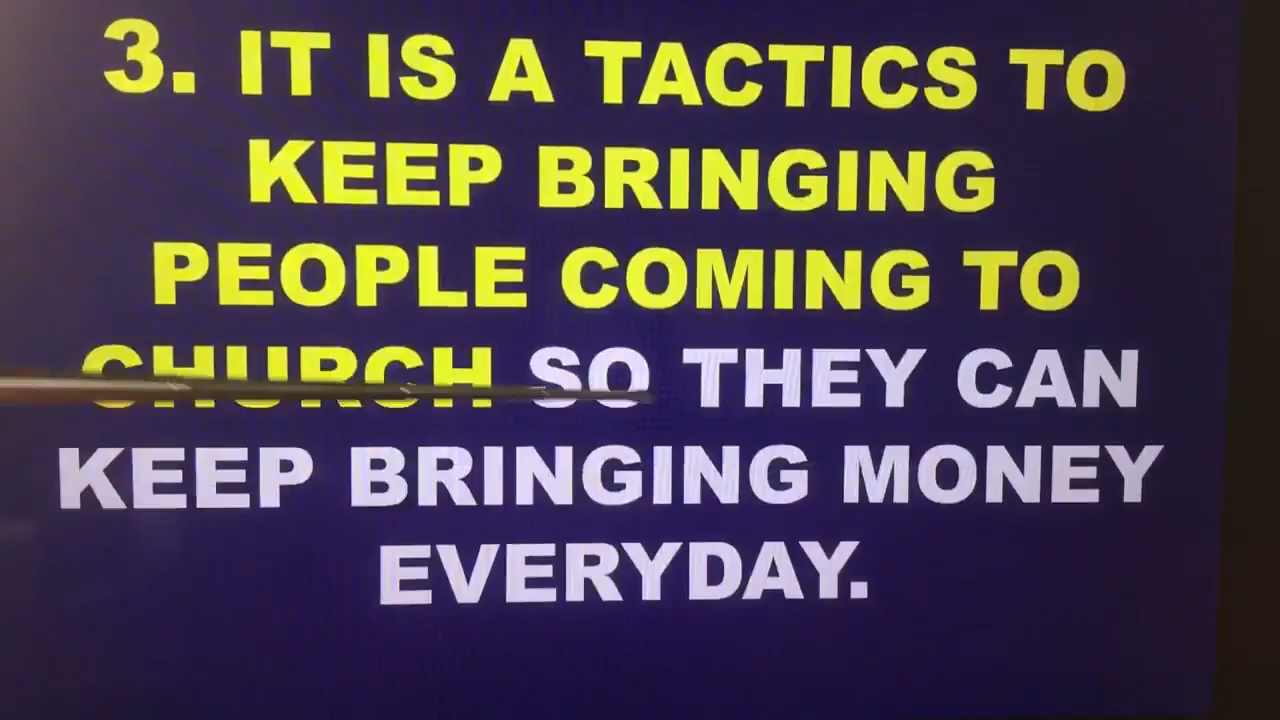 3. IT IS A TACTICS TO
KEEP BRINGING
PEOPLE COMING TO
CHURCH SO THEY CAN
KEEP BRINGING MONEY
EVERYDAY.